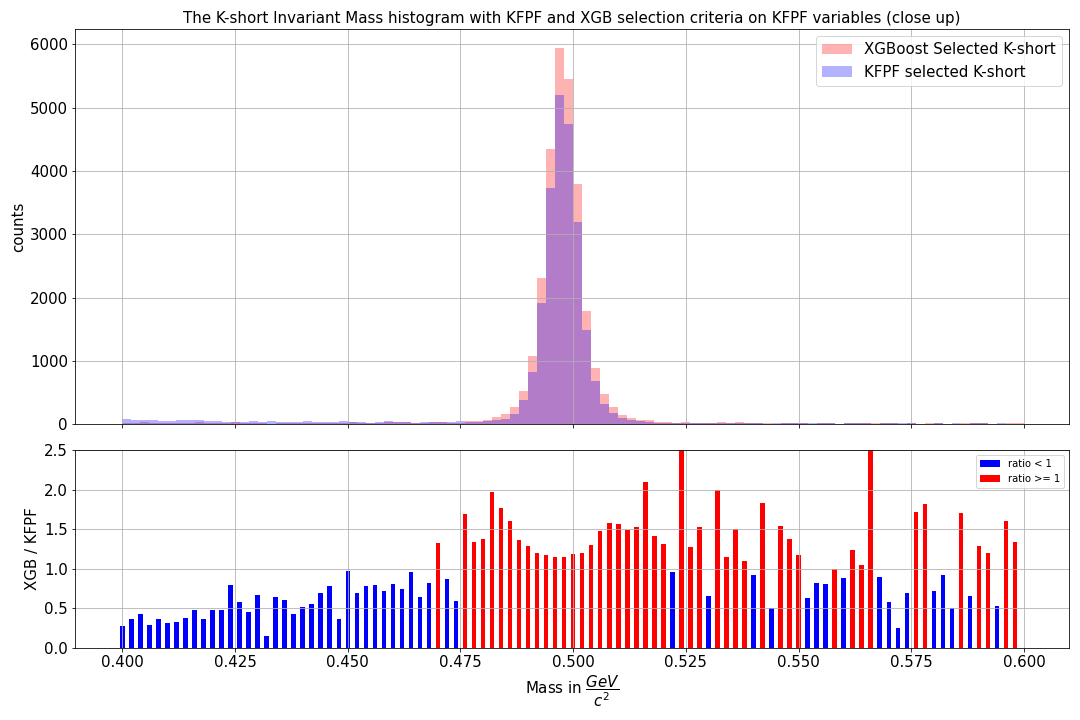 The K-short Invariant Mass histogram with KFPF and XGB selection criteria on KFPF variables (close up)
XGBoost Selected K-short
KFPF selected K-short
counts
6000
5000
4000
3000
2000
1000
0
ratio < 1
ratio >= 1
XGB / KFPF
2.5
2.0
1.5
1.0
0.5
0.0
0.400 0.425 0.450 0.475 0.500 0.525 0.550 0.575 0.600
Mass in GeV/c²